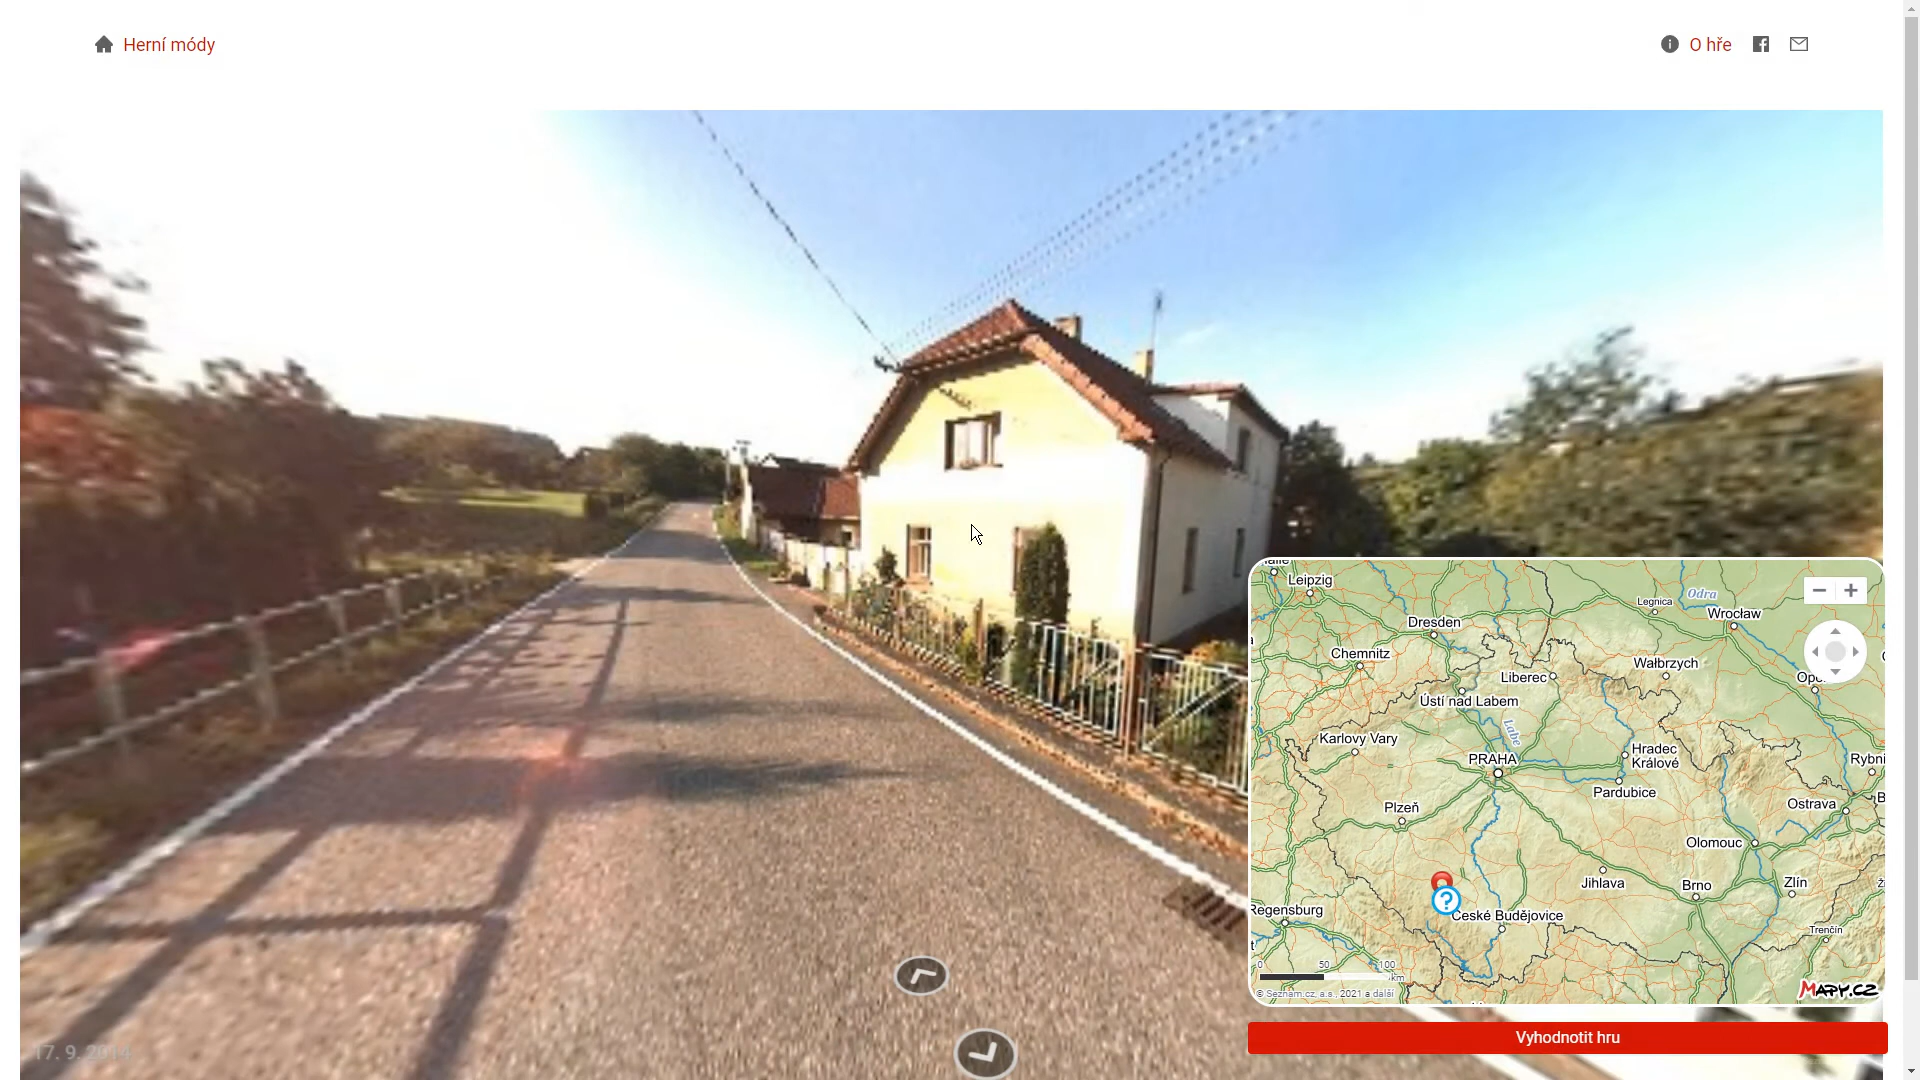 Herní módy
O hře
Leipzig
Legnica
Odra
Wrocław
Dresden
Chemnitz
Wałbrzych
Liberec
Ústí nad Labem
Labe
Karlovy Vary
Hradec
Králové
PRAHA
Rybni
Pardubice
Plzeň
Ostrava
Olomouc
Jihlava
Brno
Zlín
Regensburg
České Budějovice
Trenčín
0 50 100
km
© Seznam.cz, a.s., 2021 a další
MAPY.CZ
Vyhodnotit hru
17. 9. 2014